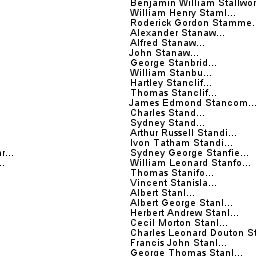 Benjamin William Stallwor
William Henry Staml...
Roderick Gordon Stamme.
Alexander Stanaw...
Alfred Stanaw...
John Stanaw...
George Stanbrid...
William Stanbu...
Hartley Stanclif...
Thomas Stanclif...
James Edmond Stancom...
Charles Stand...
Sydney Stand...
Arthur Russell Standi...
Ivon Tatham Standi...
r...
Sydney George Stanfie...
..
William Leonard Stanfo...
Thomas Stanifo...
Vincent Stanisla...
Albert Stanl...
Albert George Stanl...
Herbert Andrew Stanl...
Cecil Morton Stanl...
Charles Leonard Douton St
Francis John Stanl...
George Thomas Stanl...